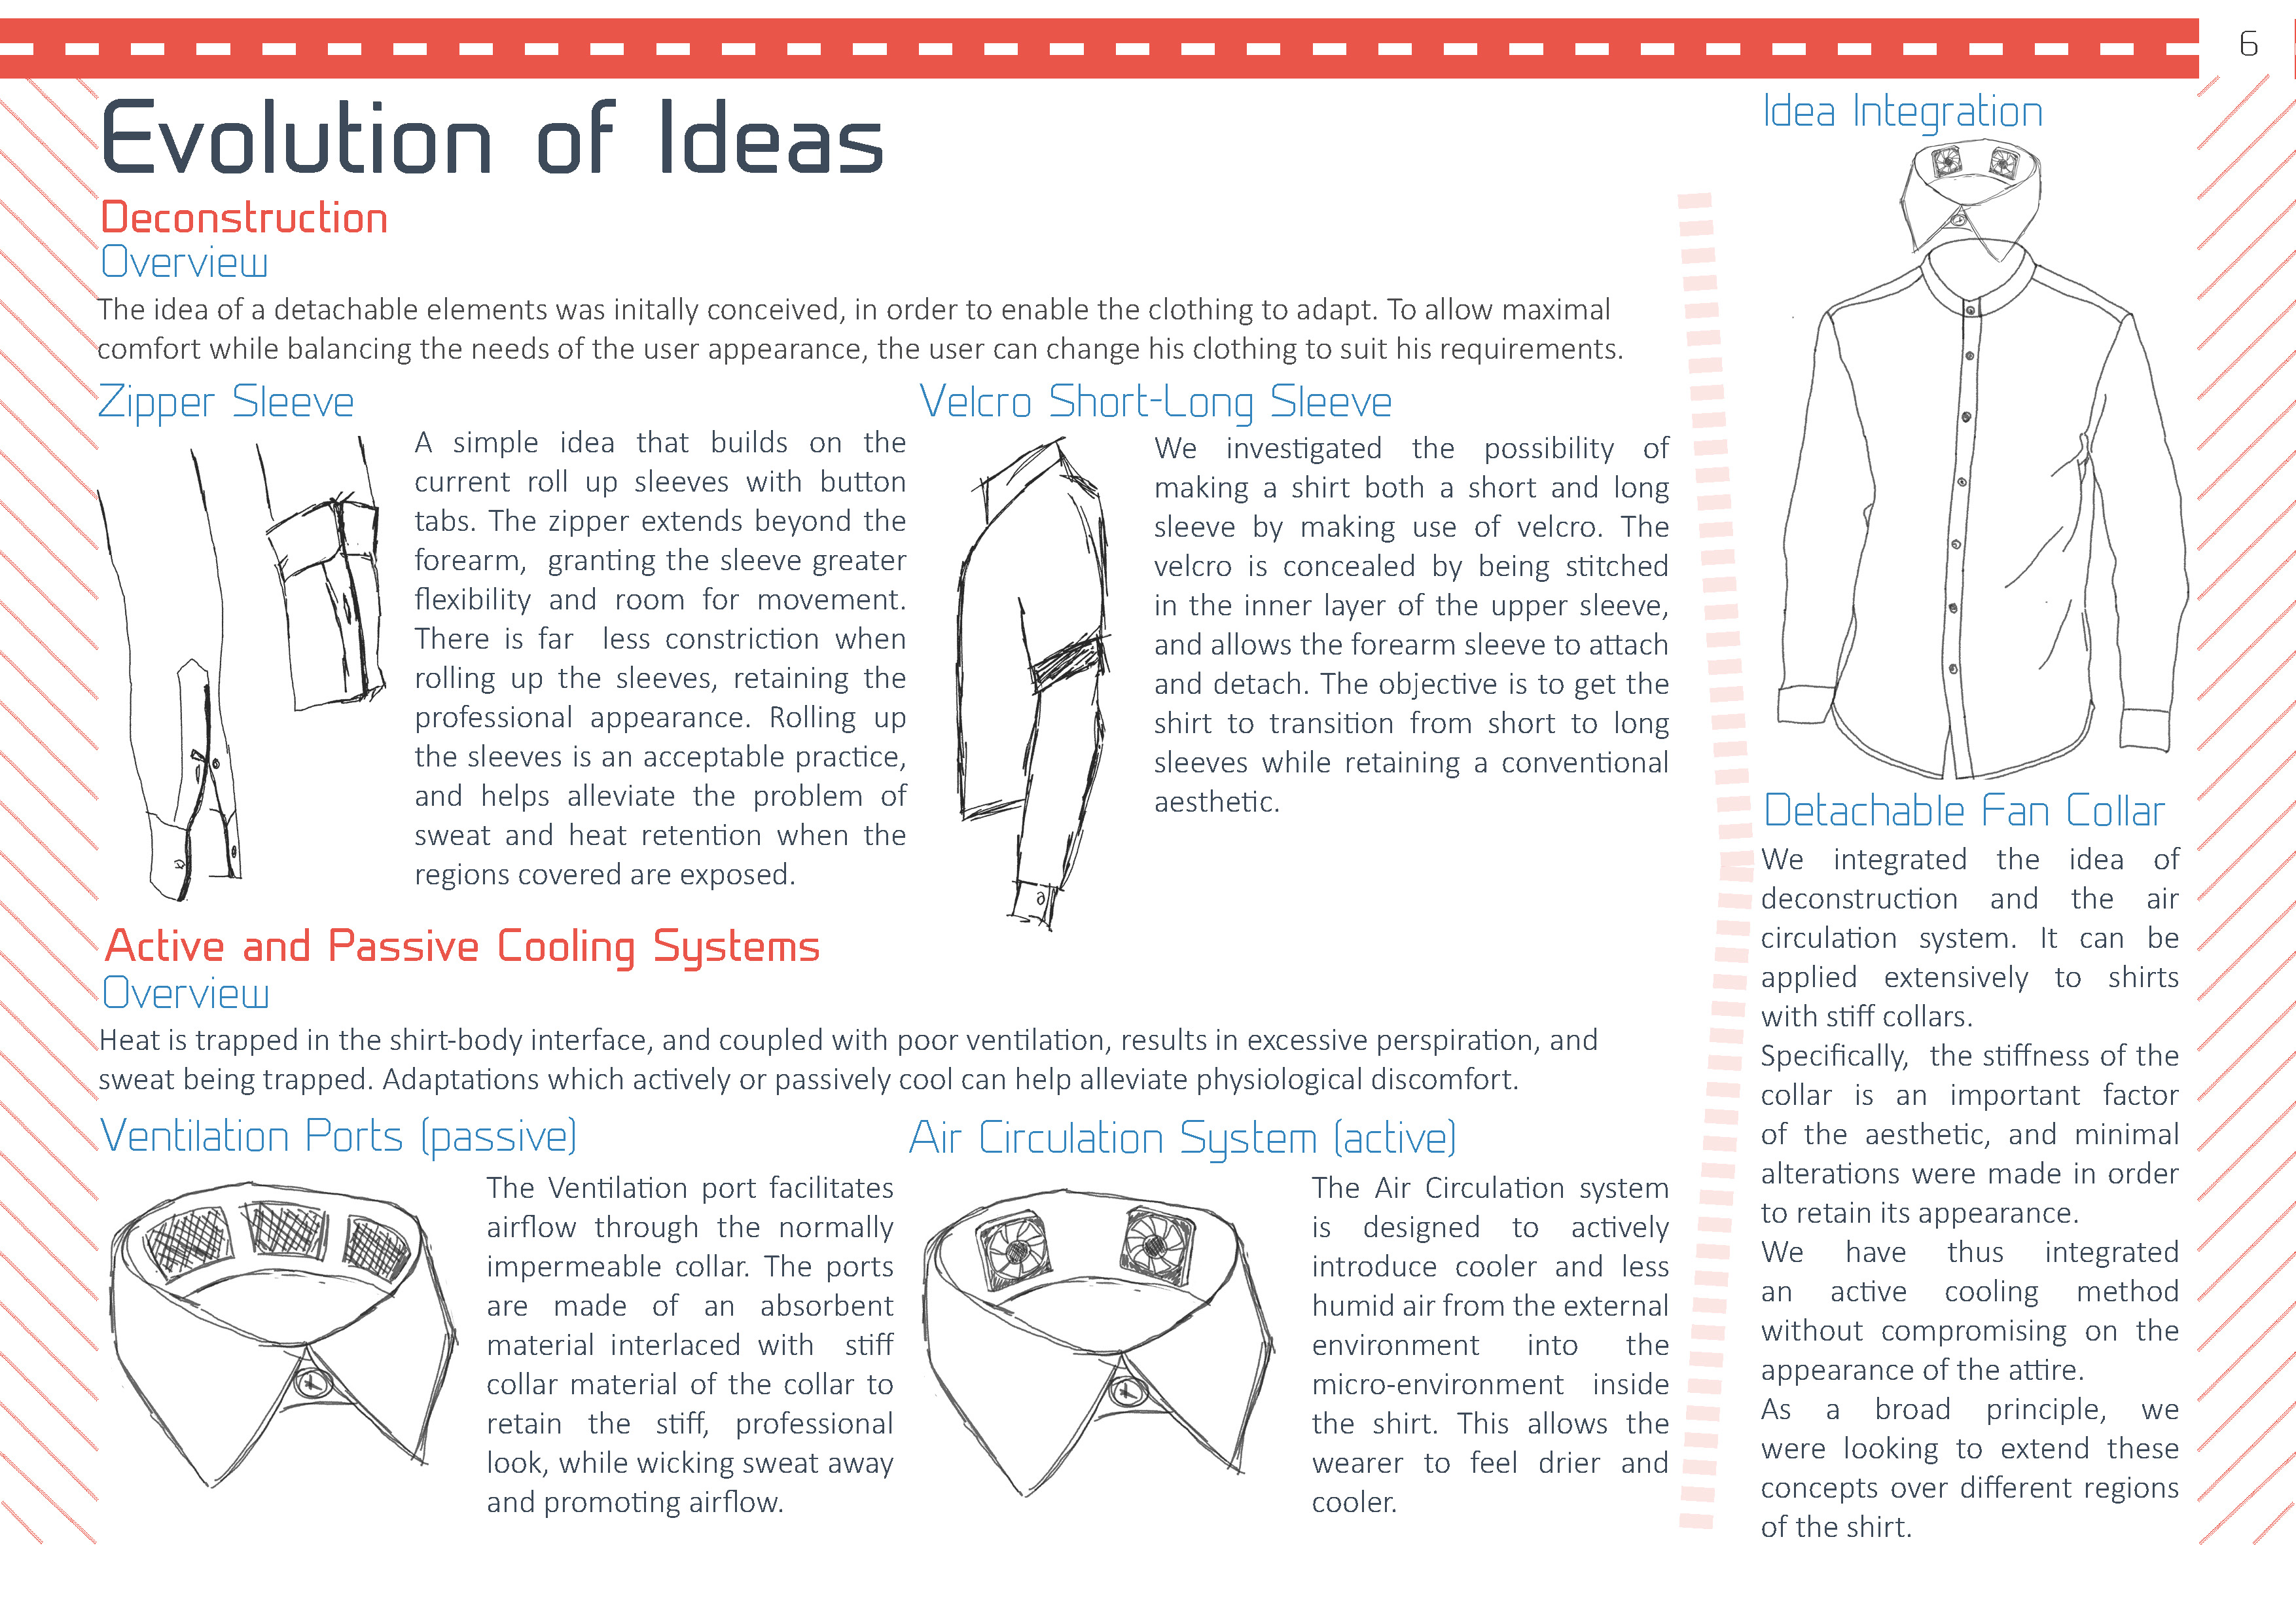 6
Evolution of Ideas
Deconstruction
Overview
The idea of a detachable elements was initally conceived, in order to enable the clothing to adapt. To allow maximal
comfort while balancing the needs of the user appearance, the user can change his clothing to suit his requirements.
Zipper Sleeve
A simple idea that builds on the
current roll up sleeves with button
tabs. The zipper extends beyond the
forearm, granting the sleeve greater
flexibility and room for movement.
There is far less constriction when
rolling up the sleeves, retaining the
professional appearance. Rolling up
the sleeves is an acceptable practice,
and helps alleviate the problem of
sweat and heat retention when the
regions covered are exposed.
Velcro Short-Long Sleeve
We investigated the possibility of
making a shirt both a short and long
sleeve by making use of velcro. The
velcro is concealed by being stitched
in the inner layer of the upper sleeve,
and allows the forearm sleeve to attach
and detach. The objective is to get the
shirt to transition from short to long
sleeves while retaining a conventional
aesthetic.
Active and Passive Cooling Systems
Overview
Heat is trapped in the shirt-body interface, and coupled with poor ventilation, results in excessive perspiration, and
sweat being trapped. Adaptations which actively or passively cool can help alleviate physiological discomfort.
Ventilation Ports (passive)
The Ventilation port facilitates
airflow through the normally
impermeable collar. The ports
are made of an absorbent
material interlaced with stiff
collar material of the collar to
retain the stiff, professional
look, while wicking sweat away
and promoting airflow.
Air Circulation System (active)
The Air Circulation system
is designed to actively
introduce cooler and less
humid air from the external
environment into the
micro-environment inside
the shirt. This allows the
wearer to feel drier and
cooler.
Idea Integration
Detachable Fan Collar
We integrated the idea of
deconstruction and the air
circulation system. It can be
applied extensively to shirts
with stiff collars.
Specifically, the stiffness of the
collar is an important factor
of the aesthetic, and minimal
alterations were made in order
to retain its appearance.
We have thus integrated
an active cooling method
without compromising on the
appearance of the attire.
As a broad principle, we
were looking to extend these
concepts over different regions
of the shirt.